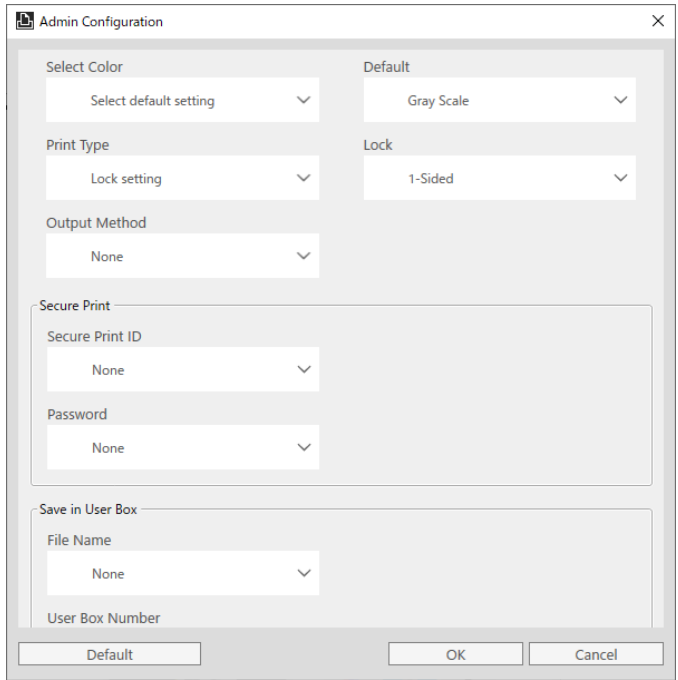 Admin Configuration
Select Color
Default
Select default setting
Gray Scale
Print Type
Lock
Lock setting
1-Sided
Output Method
None
Secure Print
Secure Print ID
None
Password
None
Save in User Box
File Name
None
User Box Number
Default
OK
Cancel